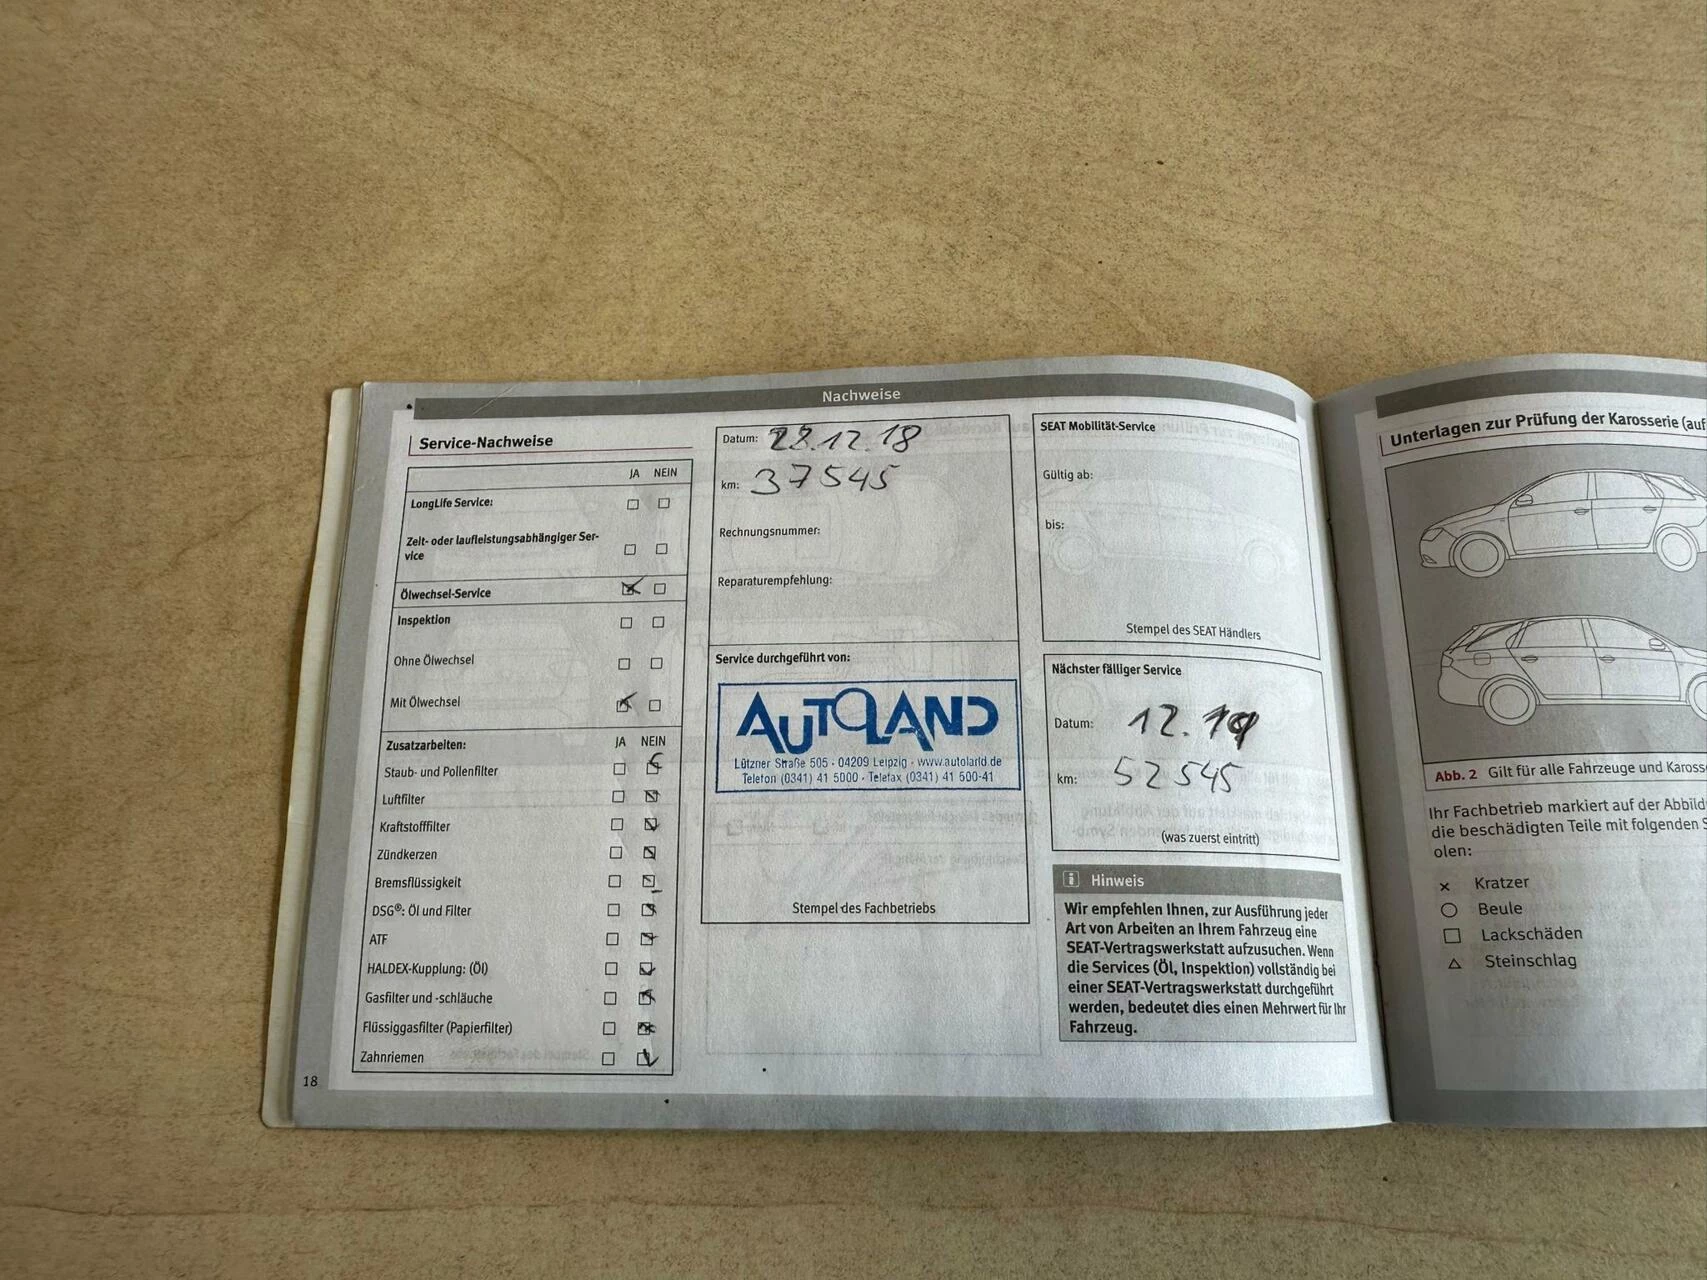 Nachweise
Service-Nachweise
JA NEIN
LongLife Service:
Zeit- oder laufleistungsabhängiger Ser-
vice
Ölwechsel-Service
Inspektion
Ohne Ölwechsel
Mit Ölwechsel
Zusatzarbeiten: JA NEIN
Staub- und Pollenfilter
Luftfilter
Kraftstofffilter
Zündkerzen
Bremsflüssigkeit
DSG®: Öl und Filter
ATF
HALDEX-Kupplung: (Öl)
Gasfilter und -schläuche
Flüssiggasfilter (Papierfilter)
Zahnriemen
18
Datum: 28.12.18
km: 37545
Rechnungsnummer:
Reparaturempfehlung:
Service durchgeführt von:
AUTOLAND
Lützner Straße 505 · 04209 Leipzig · www.autoland.de
Telefon (0341) 41 5000 · Telefax (0341) 41 500-41
Stempel des Fachbetriebs
SEAT Mobilität-Service
Gültig ab:
bis:
Stempel des SEAT Händlers
Nächster fälliger Service
Datum: 12.19
km: 52545
(was zuerst eintritt)
i Hinweis
Wir empfehlen Ihnen, zur Ausführung jeder
Art von Arbeiten an Ihrem Fahrzeug eine
SEAT-Vertragswerkstatt aufzusuchen. Wenn
die Services (Öl, Inspektion) vollständig bei
einer SEAT-Vertragswerkstatt durchgeführt
werden, bedeutet dies einen Mehrwert für Ihr
Fahrzeug.
Unterlagen zur Prüfung der Karosserie (auf
Abb. 2 Gilt für alle Fahrzeuge und Kaross
Ihr Fachbetrieb markiert auf der Abbild
die beschädigten Teile mit folgenden S
olen:
Kratzer
Beule
Lackschäden
Steinschlag